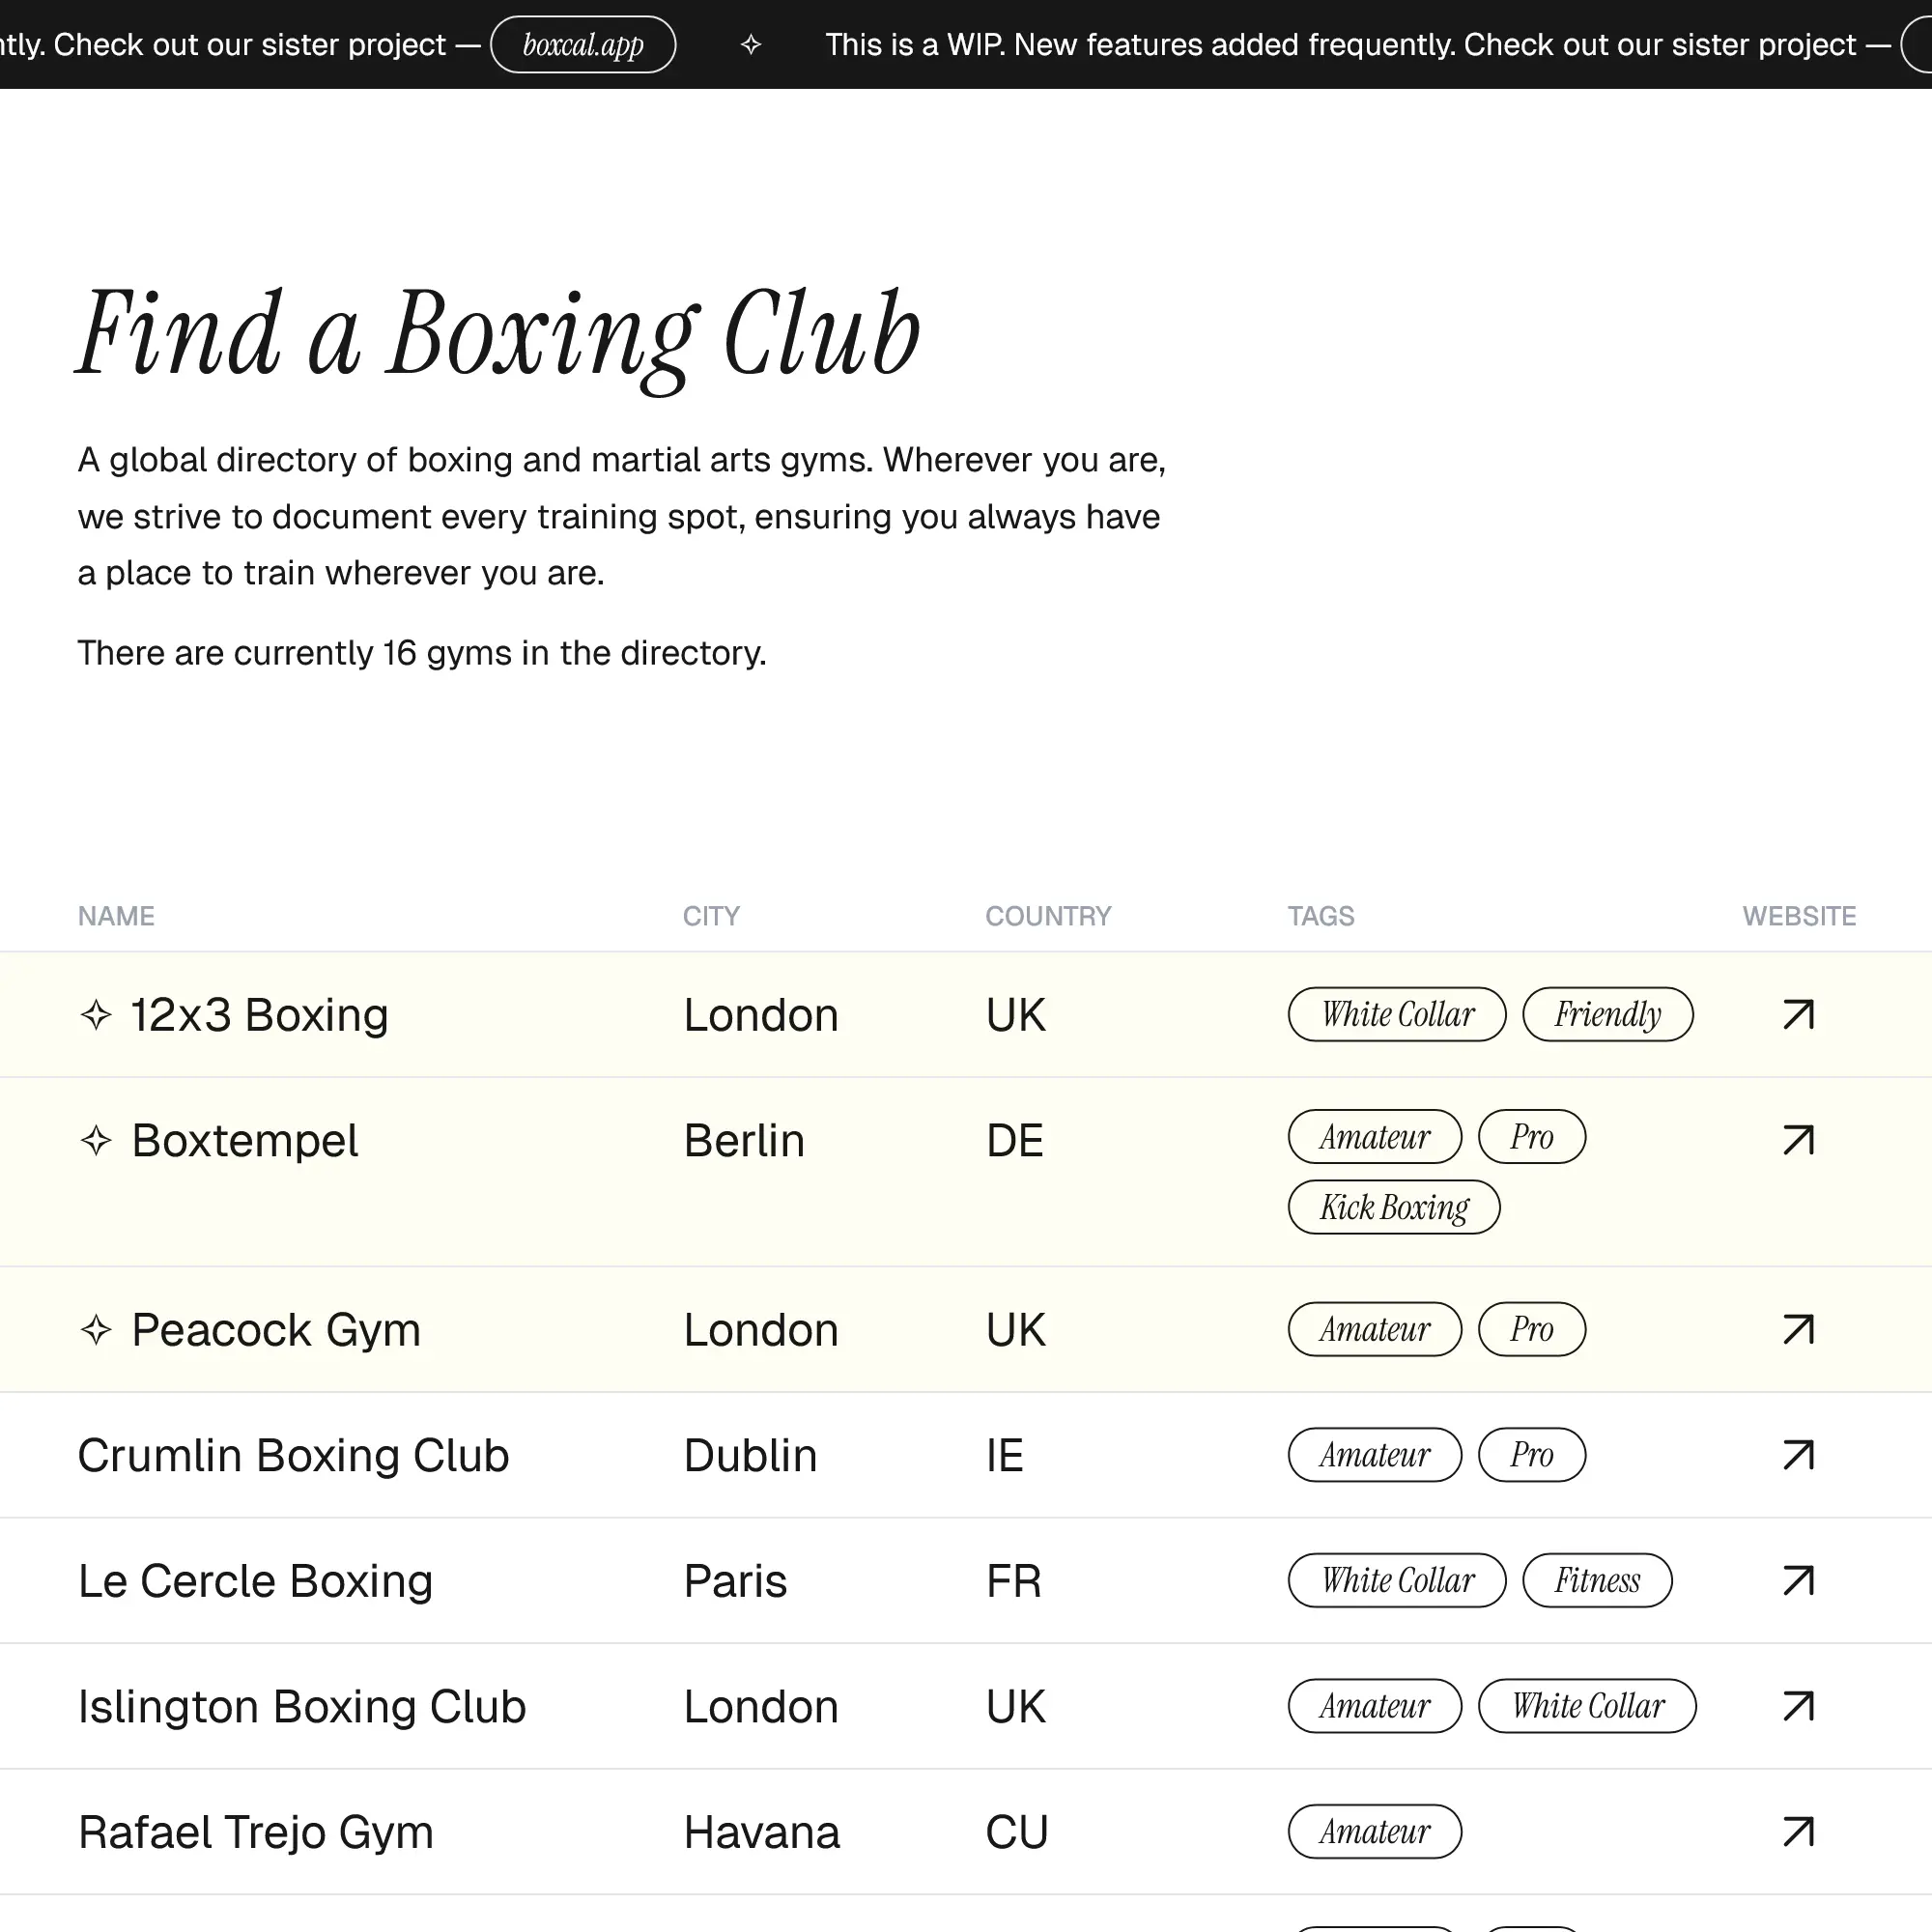 ntly. Check out our sister project — boxcal.app ✧ This is a WIP. New features added frequently. Check out our sister project —
Find a Boxing Club
A global directory of boxing and martial arts gyms. Wherever you are,
we strive to document every training spot, ensuring you always have
a place to train wherever you are.
There are currently 16 gyms in the directory.
NAME CITY COUNTRY TAGS WEBSITE
✧ 12x3 Boxing London UK White Collar Friendly ↗
✧ Boxtempel Berlin DE Amateur Pro ↗
Kick Boxing
✧ Peacock Gym London UK Amateur Pro ↗
Crumlin Boxing Club Dublin IE Amateur Pro ↗
Le Cercle Boxing Paris FR White Collar Fitness ↗
Islington Boxing Club London UK Amateur White Collar ↗
Rafael Trejo Gym Havana CU Amateur ↗